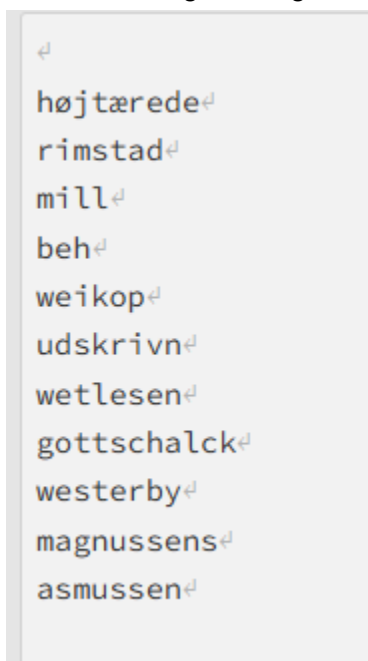 højtærede
rimstad
mill
beh
weikop
udskrivn
wetlesen
gottschalck
westerby
magnussens
asmussen